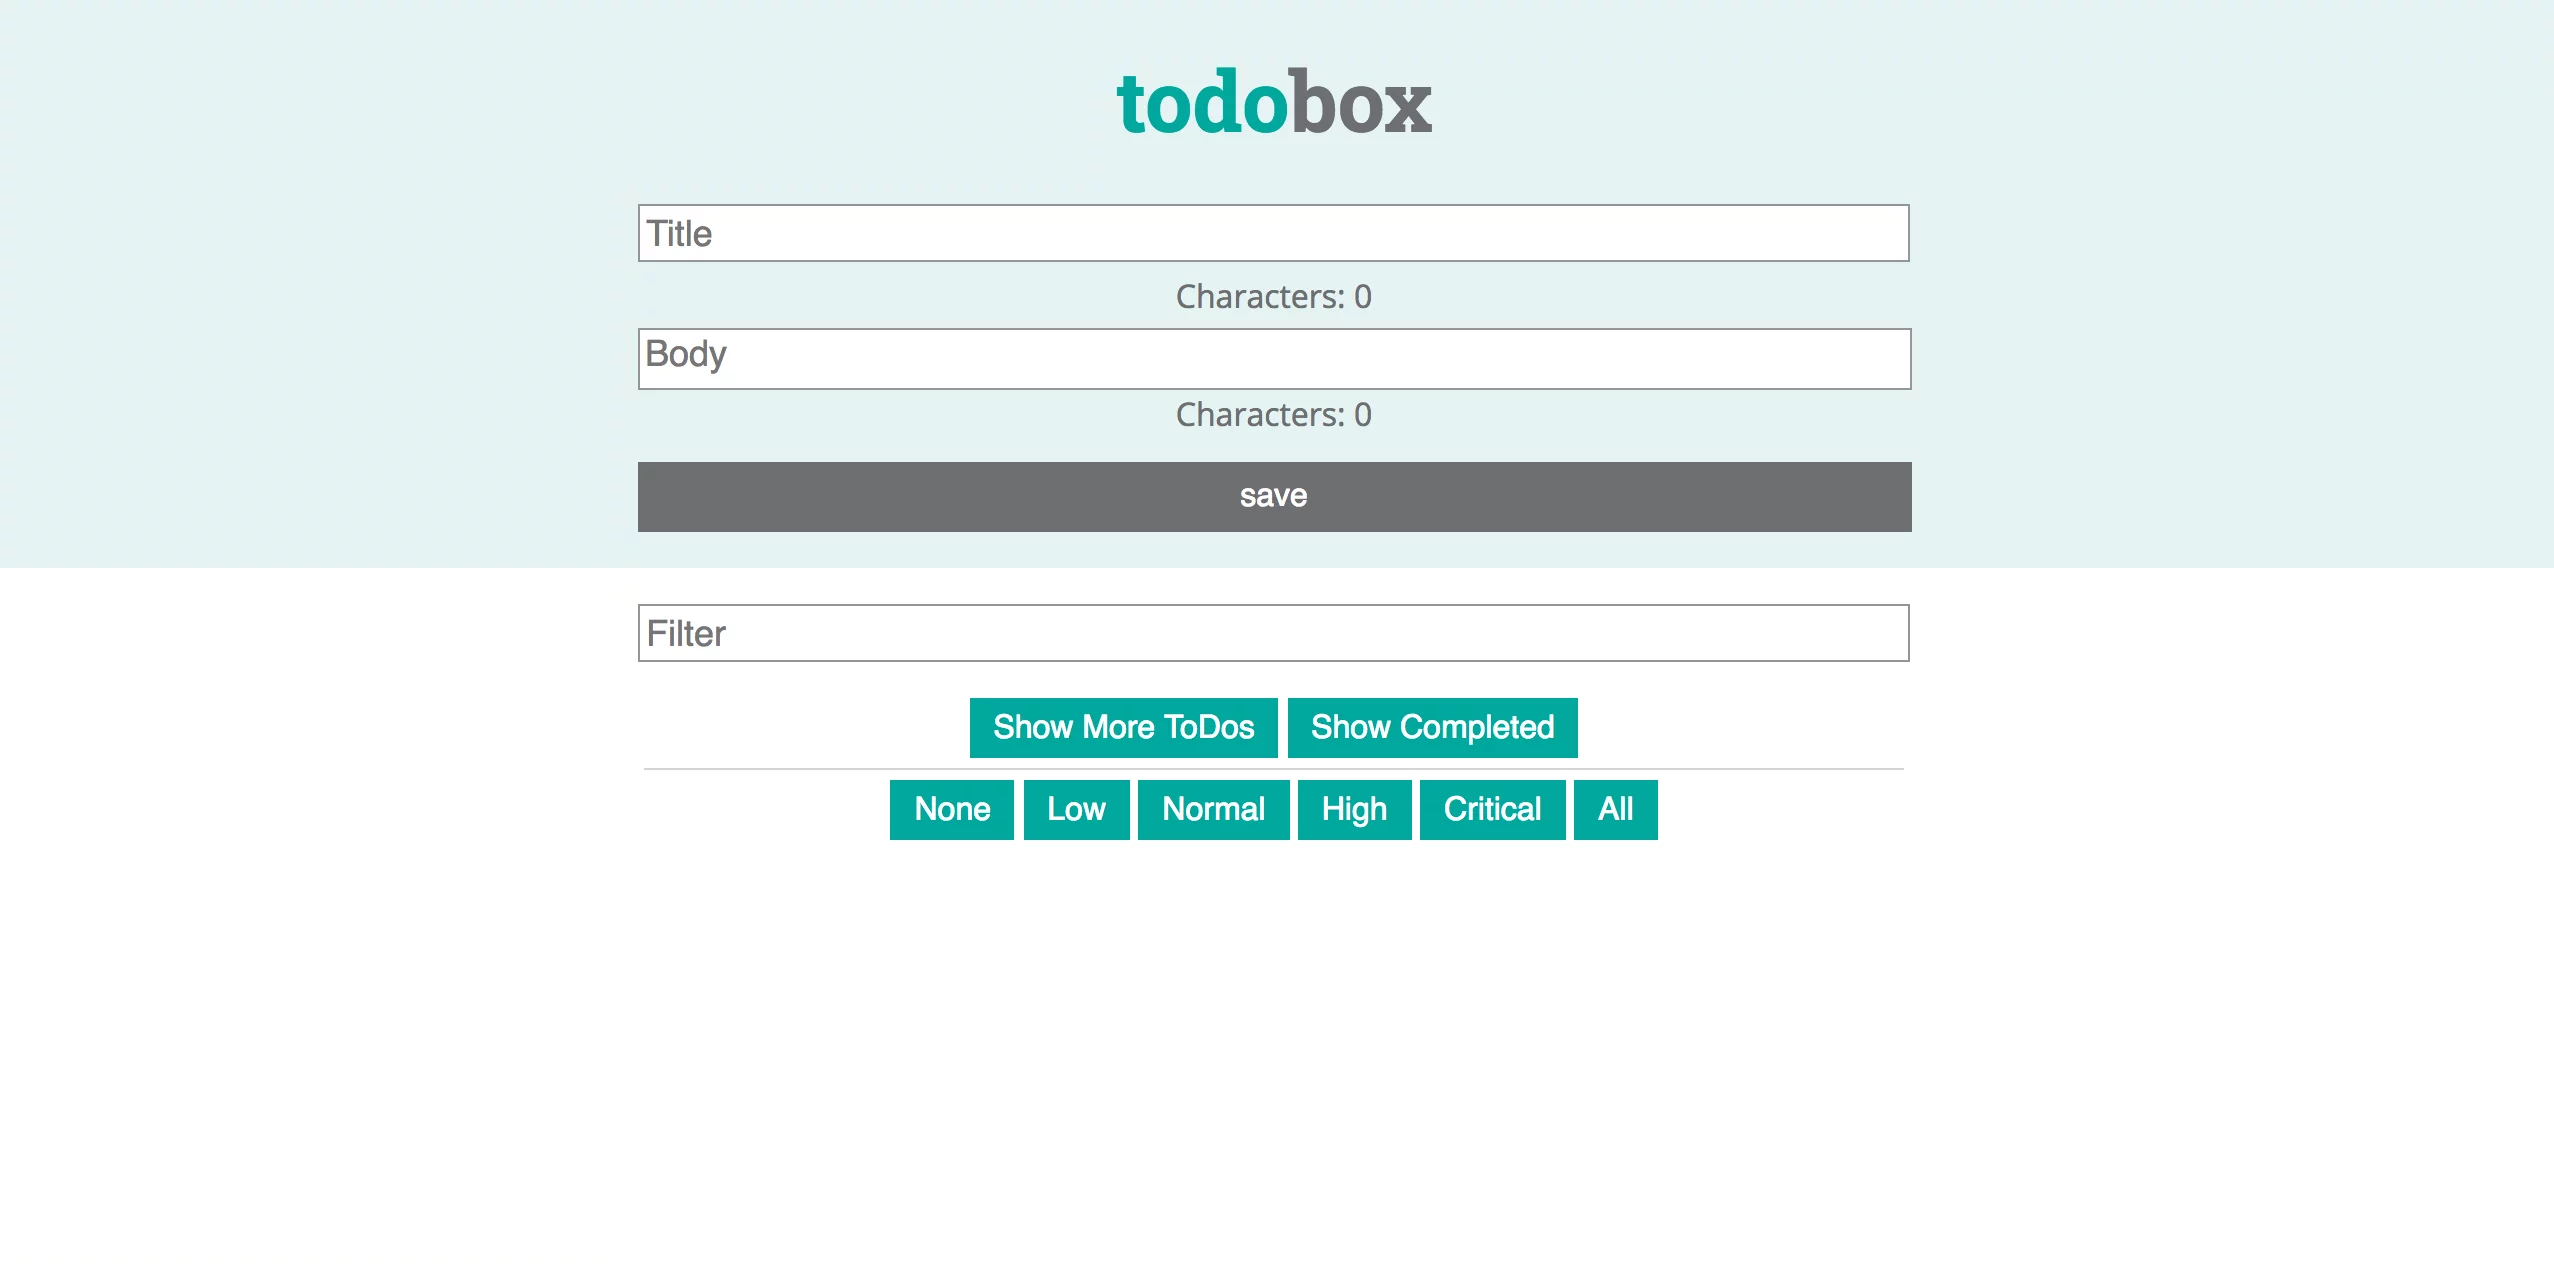 todobox
Title
Characters: 0
Body
Characters: 0
save
Filter
Show More ToDos Show Completed
None Low Normal High Critical All